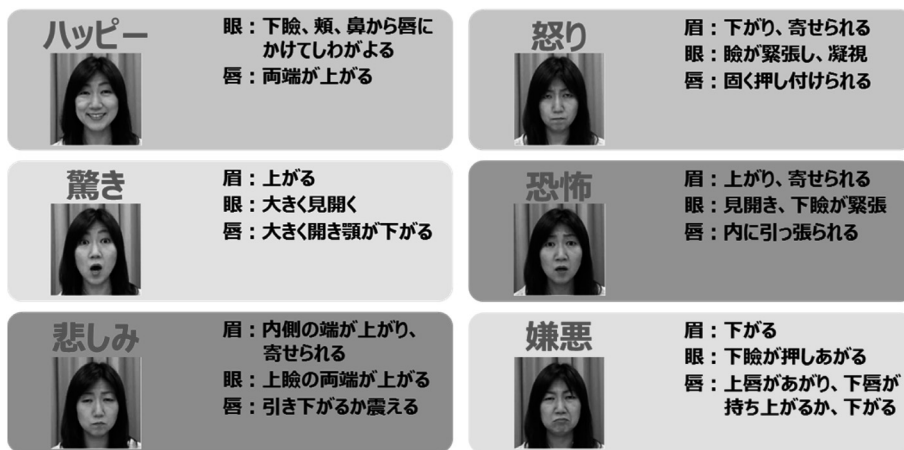 ハッピー
眼：下瞼、頬、鼻から唇に
かけてしわがよる
唇：両端が上がる
怒り
眉：下がり、寄せられる
眼：瞼が緊張し、凝視
唇：固く押し付けられる
驚き
眉：上がる
眼：大きく見開く
唇：大きく開き顎が下がる
恐怖
眉：上がり、寄せられる
眼：見開き、下瞼が緊張
唇：内に引っ張られる
悲しみ
眉：内側の端が上がり、
寄せられる
眼：上瞼の両端が上がる
唇：引き下がるか震える
嫌悪
眉：下がる
眼：下瞼が押しあがる
唇：上唇があがり、下唇が
持ち上がるか、下がる